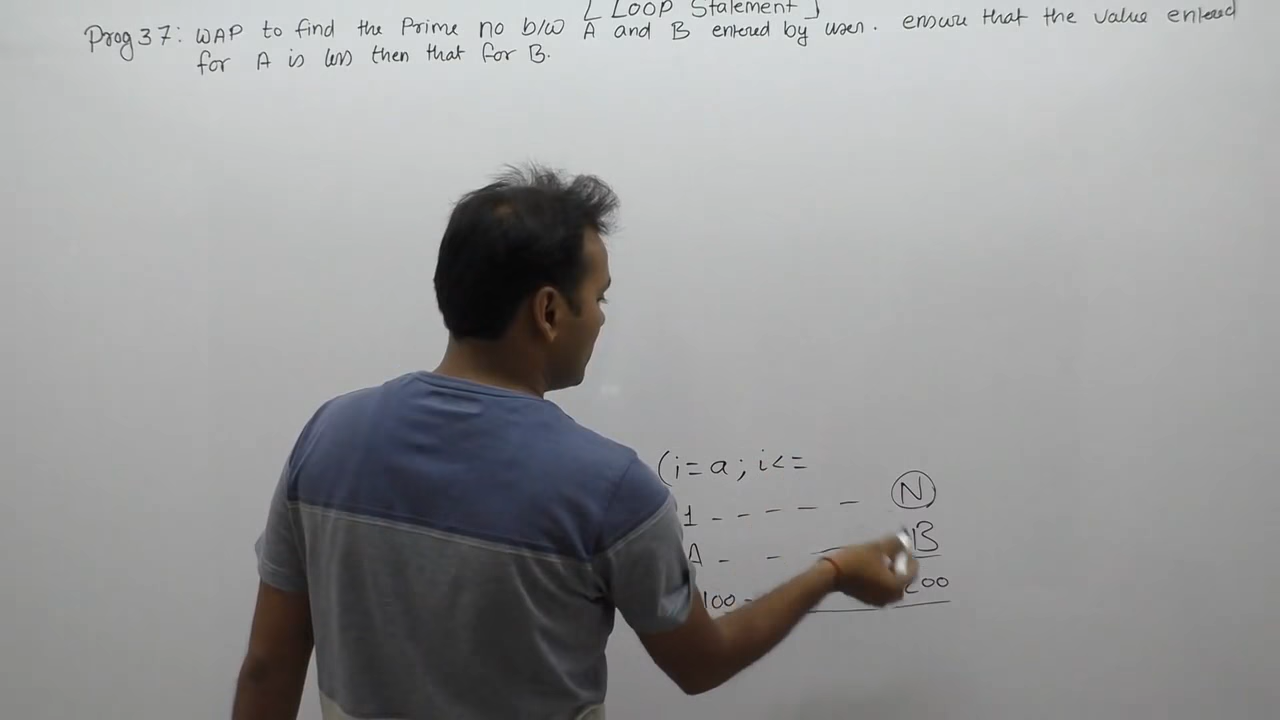 [ LOOP Statement ]
Prog 37: WAP to find the Prime no b/w A and B entered by user. ensure that the value entered
for A is less then that for B.
(i=a; i<=
1 - - - - - N
A - - - B
100 - 200